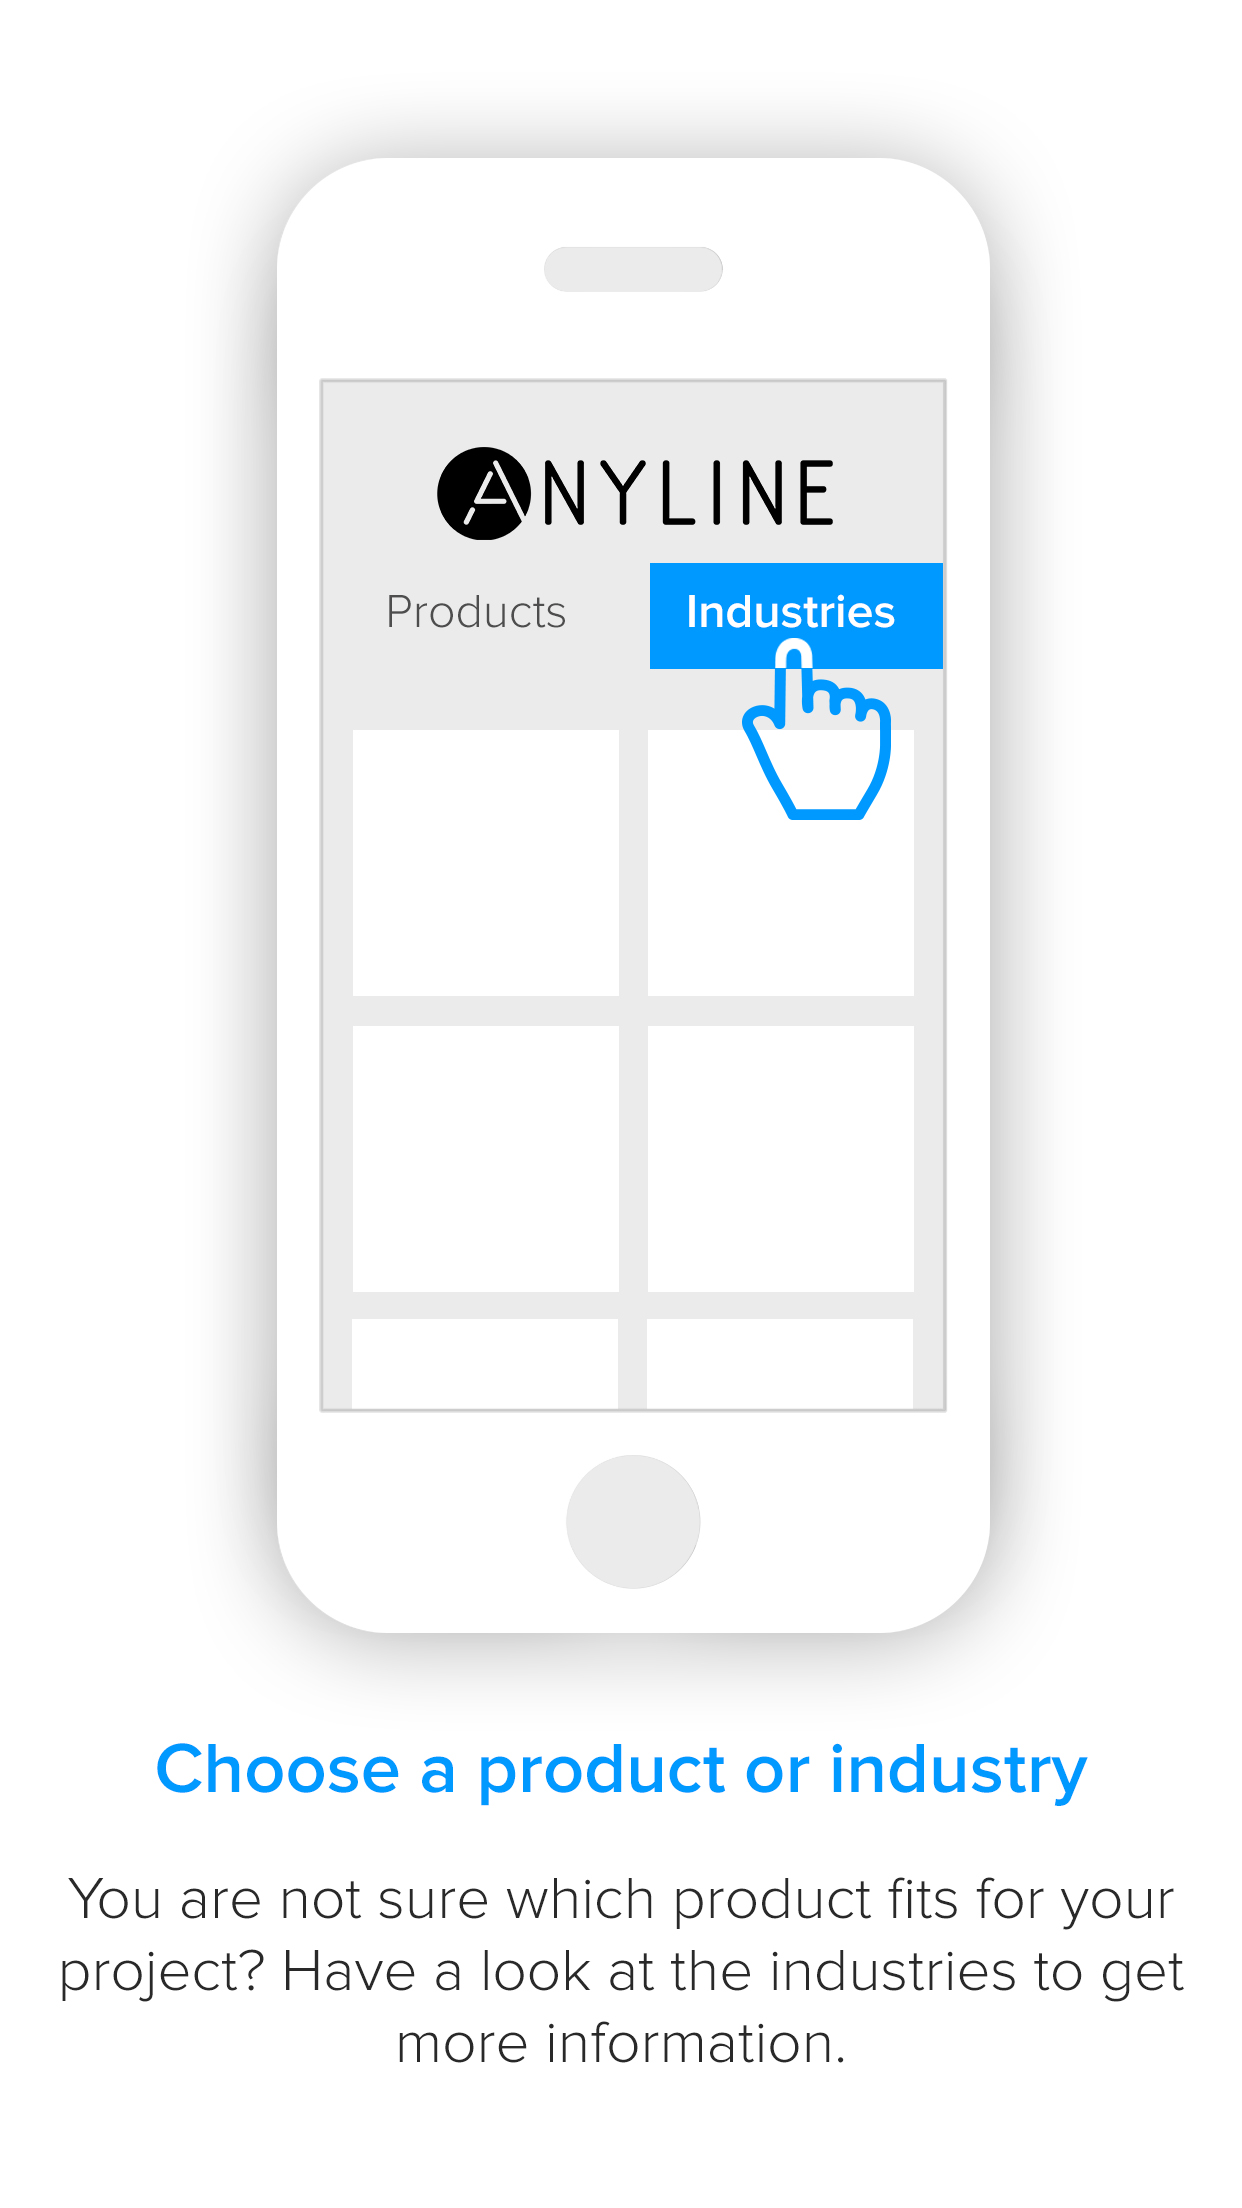 ANYLINE
Products Industries
Choose a product or industry
You are not sure which product fits for your
project? Have a look at the industries to get
more information.